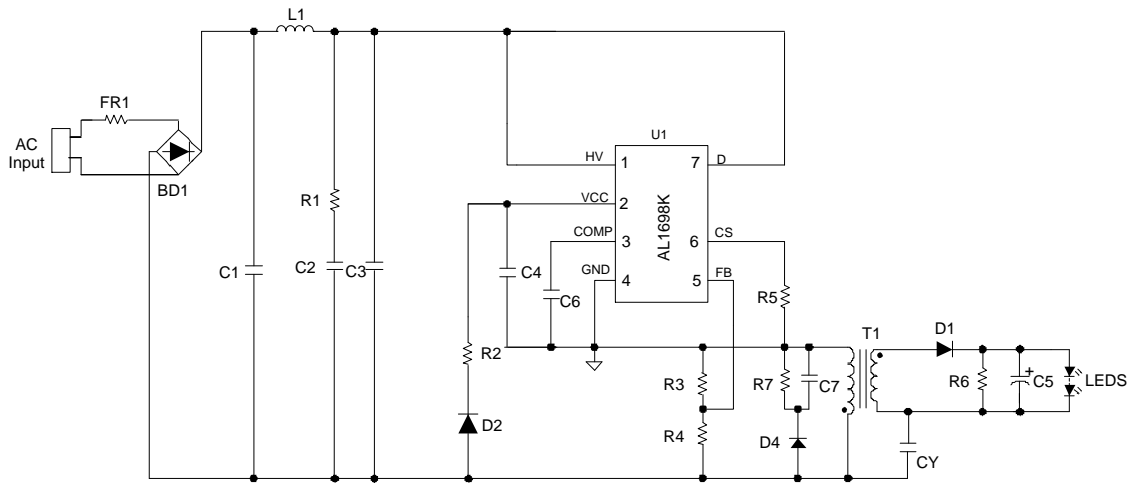 L1
FR1
AC
Input
BD1
U1
HV
1
7
D
R1
VCC
2
AL1698K
COMP
3
6
CS
C1
C2
C3
C4
GND
4
5
FB
C6
R5
T1
D1
R2
R3
R7
C7
R6
+
C5
LEDS
D2
R4
D4
CY